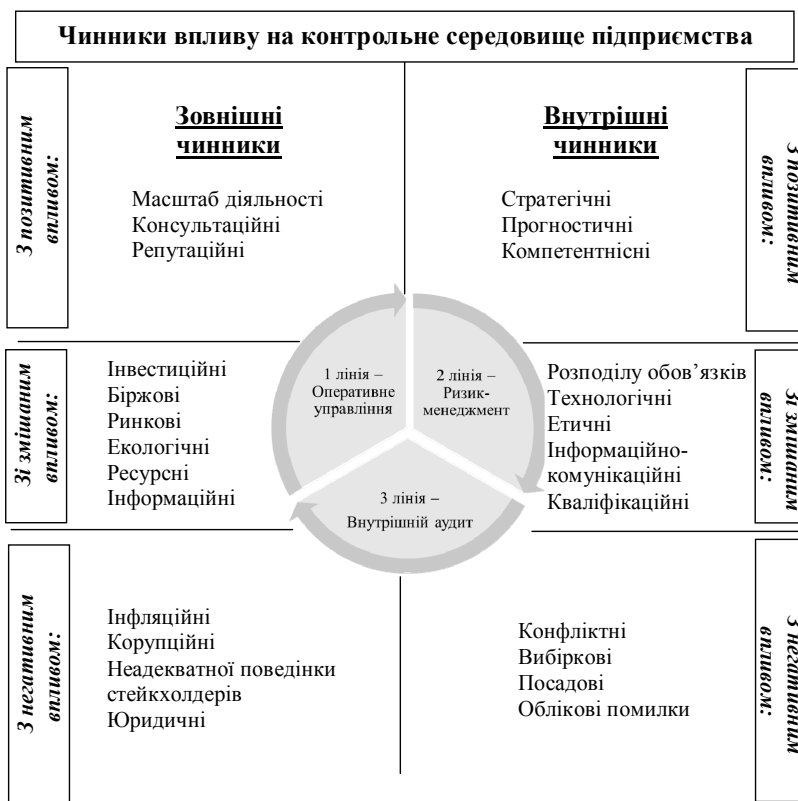 Чинники впливу на контрольне середовище підприємства
З позитивним
впливом:
Зовнішні
чинники
Масштаб діяльності
Консультаційні
Репутаційні
Внутрішні
чинники
Стратегічні
Прогностичні
Компетентнісні
З позитивним
впливом:
Зі змішаним
впливом:
Інвестиційні
Біржові
Ринкові
Екологічні
Ресурсні
Інформаційні
1 лінія –
Оперативне
управління
2 лінія –
Ризик-
менеджмент
3 лінія –
Внутрішній аудит
Розподілу обов’язків
Технологічні
Етичні
Інформаційно-
комунікаційні
Кваліфікаційні
Зі змішаним
впливом:
З негативним
впливом:
Інфляційні
Корупційні
Неадекватної поведінки
стейкхолдерів
Юридичні
Конфліктні
Вибіркові
Посадові
Облікові помилки
З негативним
впливом: